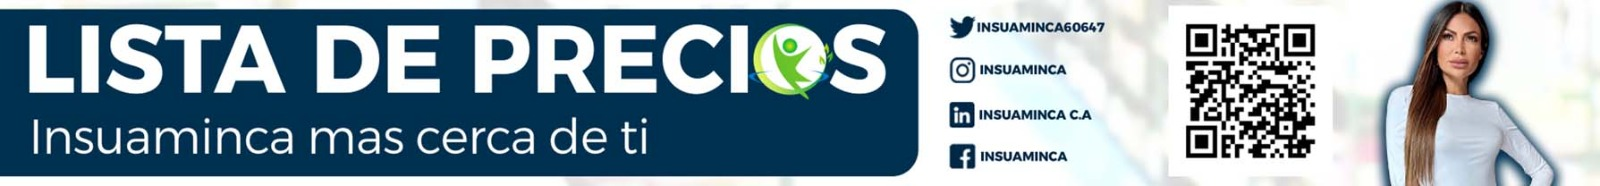 LISTA DE PRECIOS
Insuaminca mas cerca de ti
INSUAMINCA60647
INSUAMINCA
INSUAMINCA C.A
INSUAMINCA